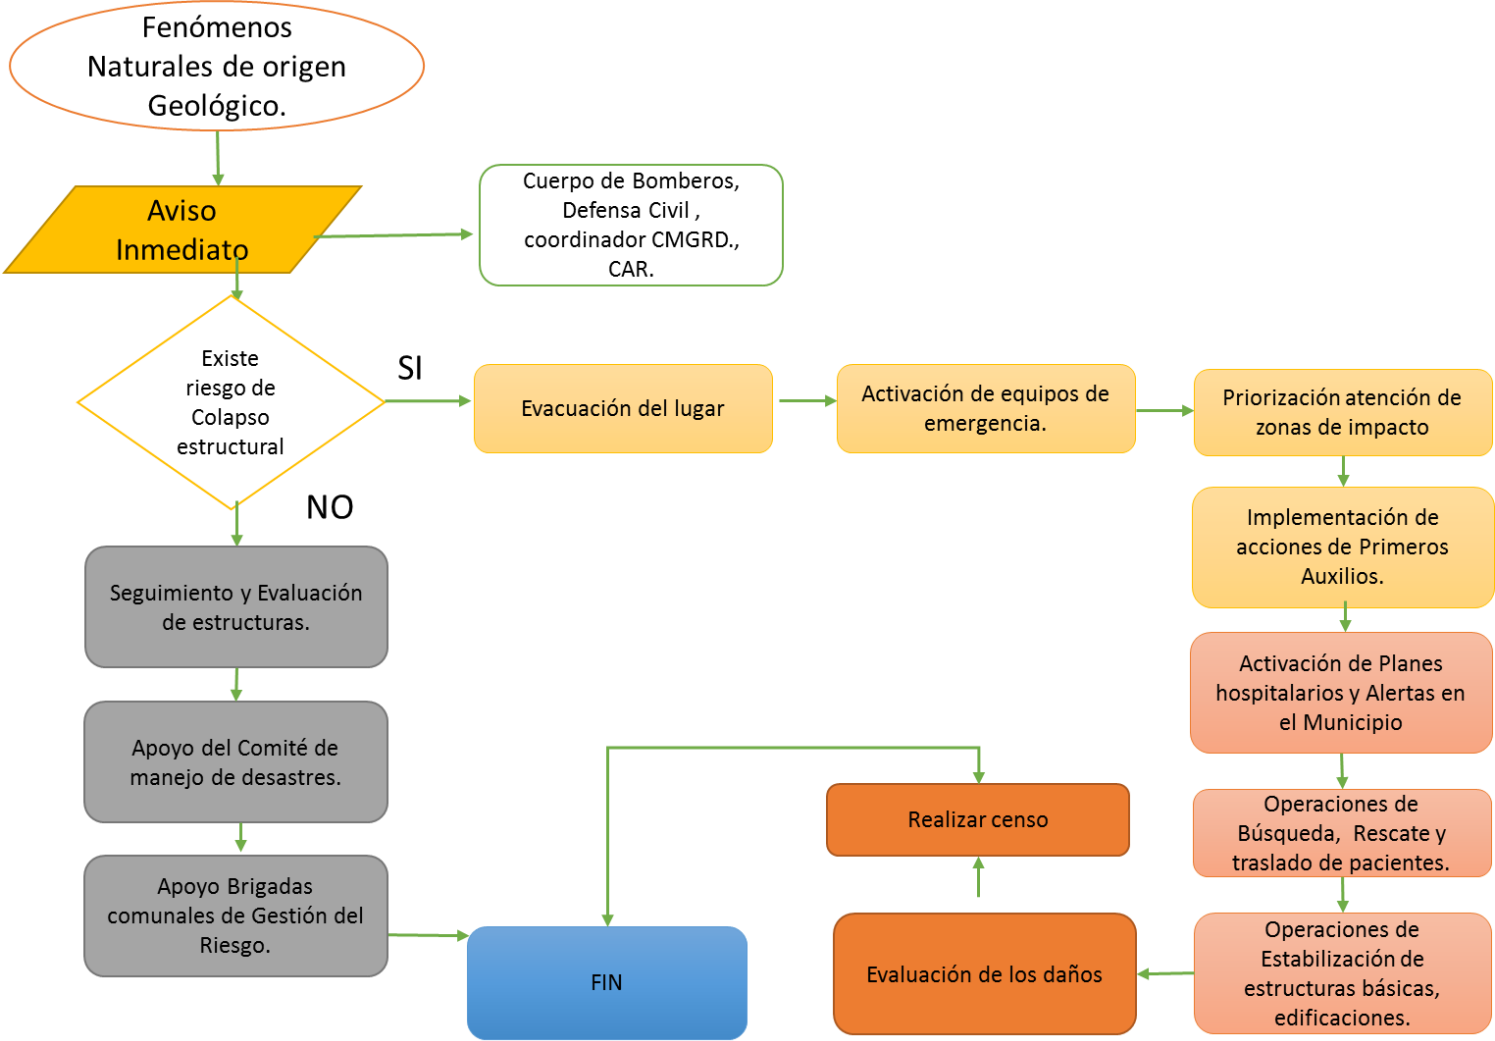 Fenómenos
Naturales de origen
Geológico.
Aviso
Inmediato
Cuerpo de Bomberos,
Defensa Civil ,
coordinador CMGRD.,
CAR.
Existe
riesgo de
Colapso
estructural
SI
Evacuación del lugar
Activación de equipos de
emergencia.
Priorización atención de
zonas de impacto
Implementación de
acciones de Primeros
Auxilios.
Activación de Planes
hospitalarios y Alertas en
el Municipio
Operaciones de
Búsqueda, Rescate y
traslado de pacientes.
Operaciones de
Estabilización de
estructuras básicas,
edificaciones.
Evaluación de los daños
Realizar censo
NO
Seguimiento y Evaluación
de estructuras.
Apoyo del Comité de
manejo de desastres.
Apoyo Brigadas
comunales de Gestión del
Riesgo.
FIN